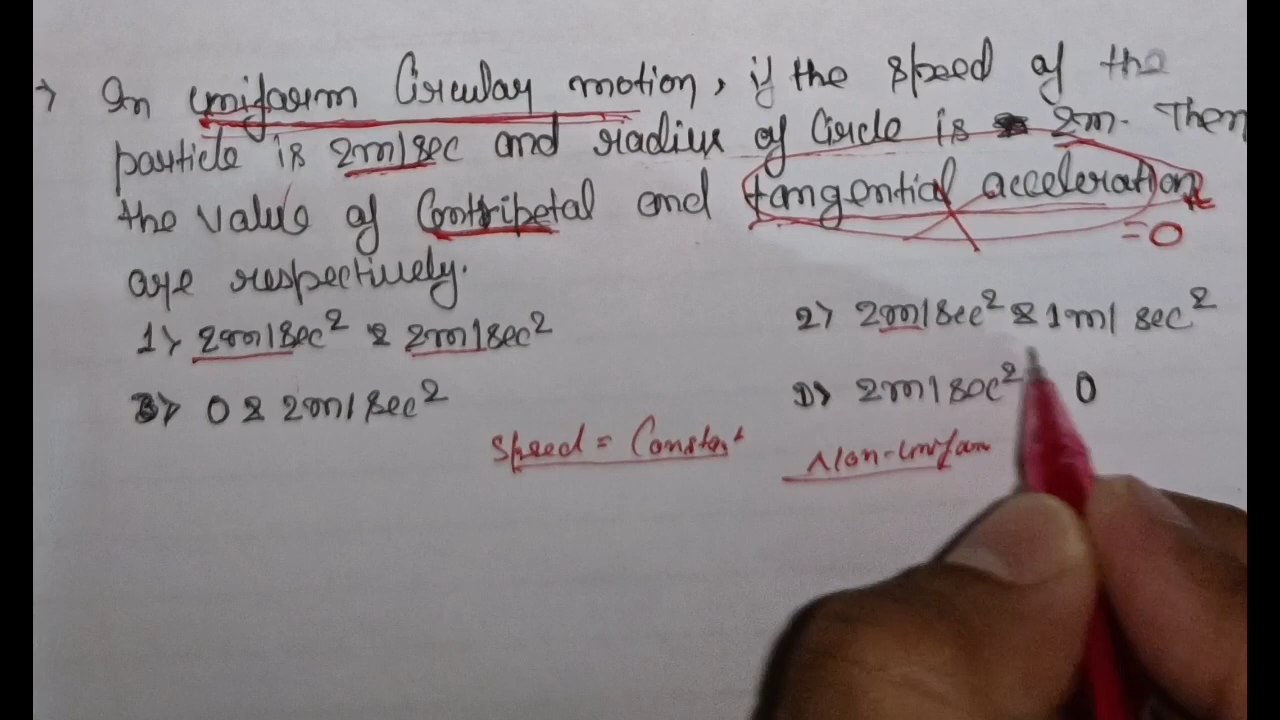 → In uniform Circular motion, if the speed of the
particle is 2m/sec and radius of Circle is 2m. Then
the value of Centripetal and tangential acceleration
= 0
are respectively.
1> 2m/sec² & 2m/sec² 2> 2m/sec² & 1m/sec²
3> 0 & 2m/sec² 2m/sec² 0
Speed = Constant Non-uniform